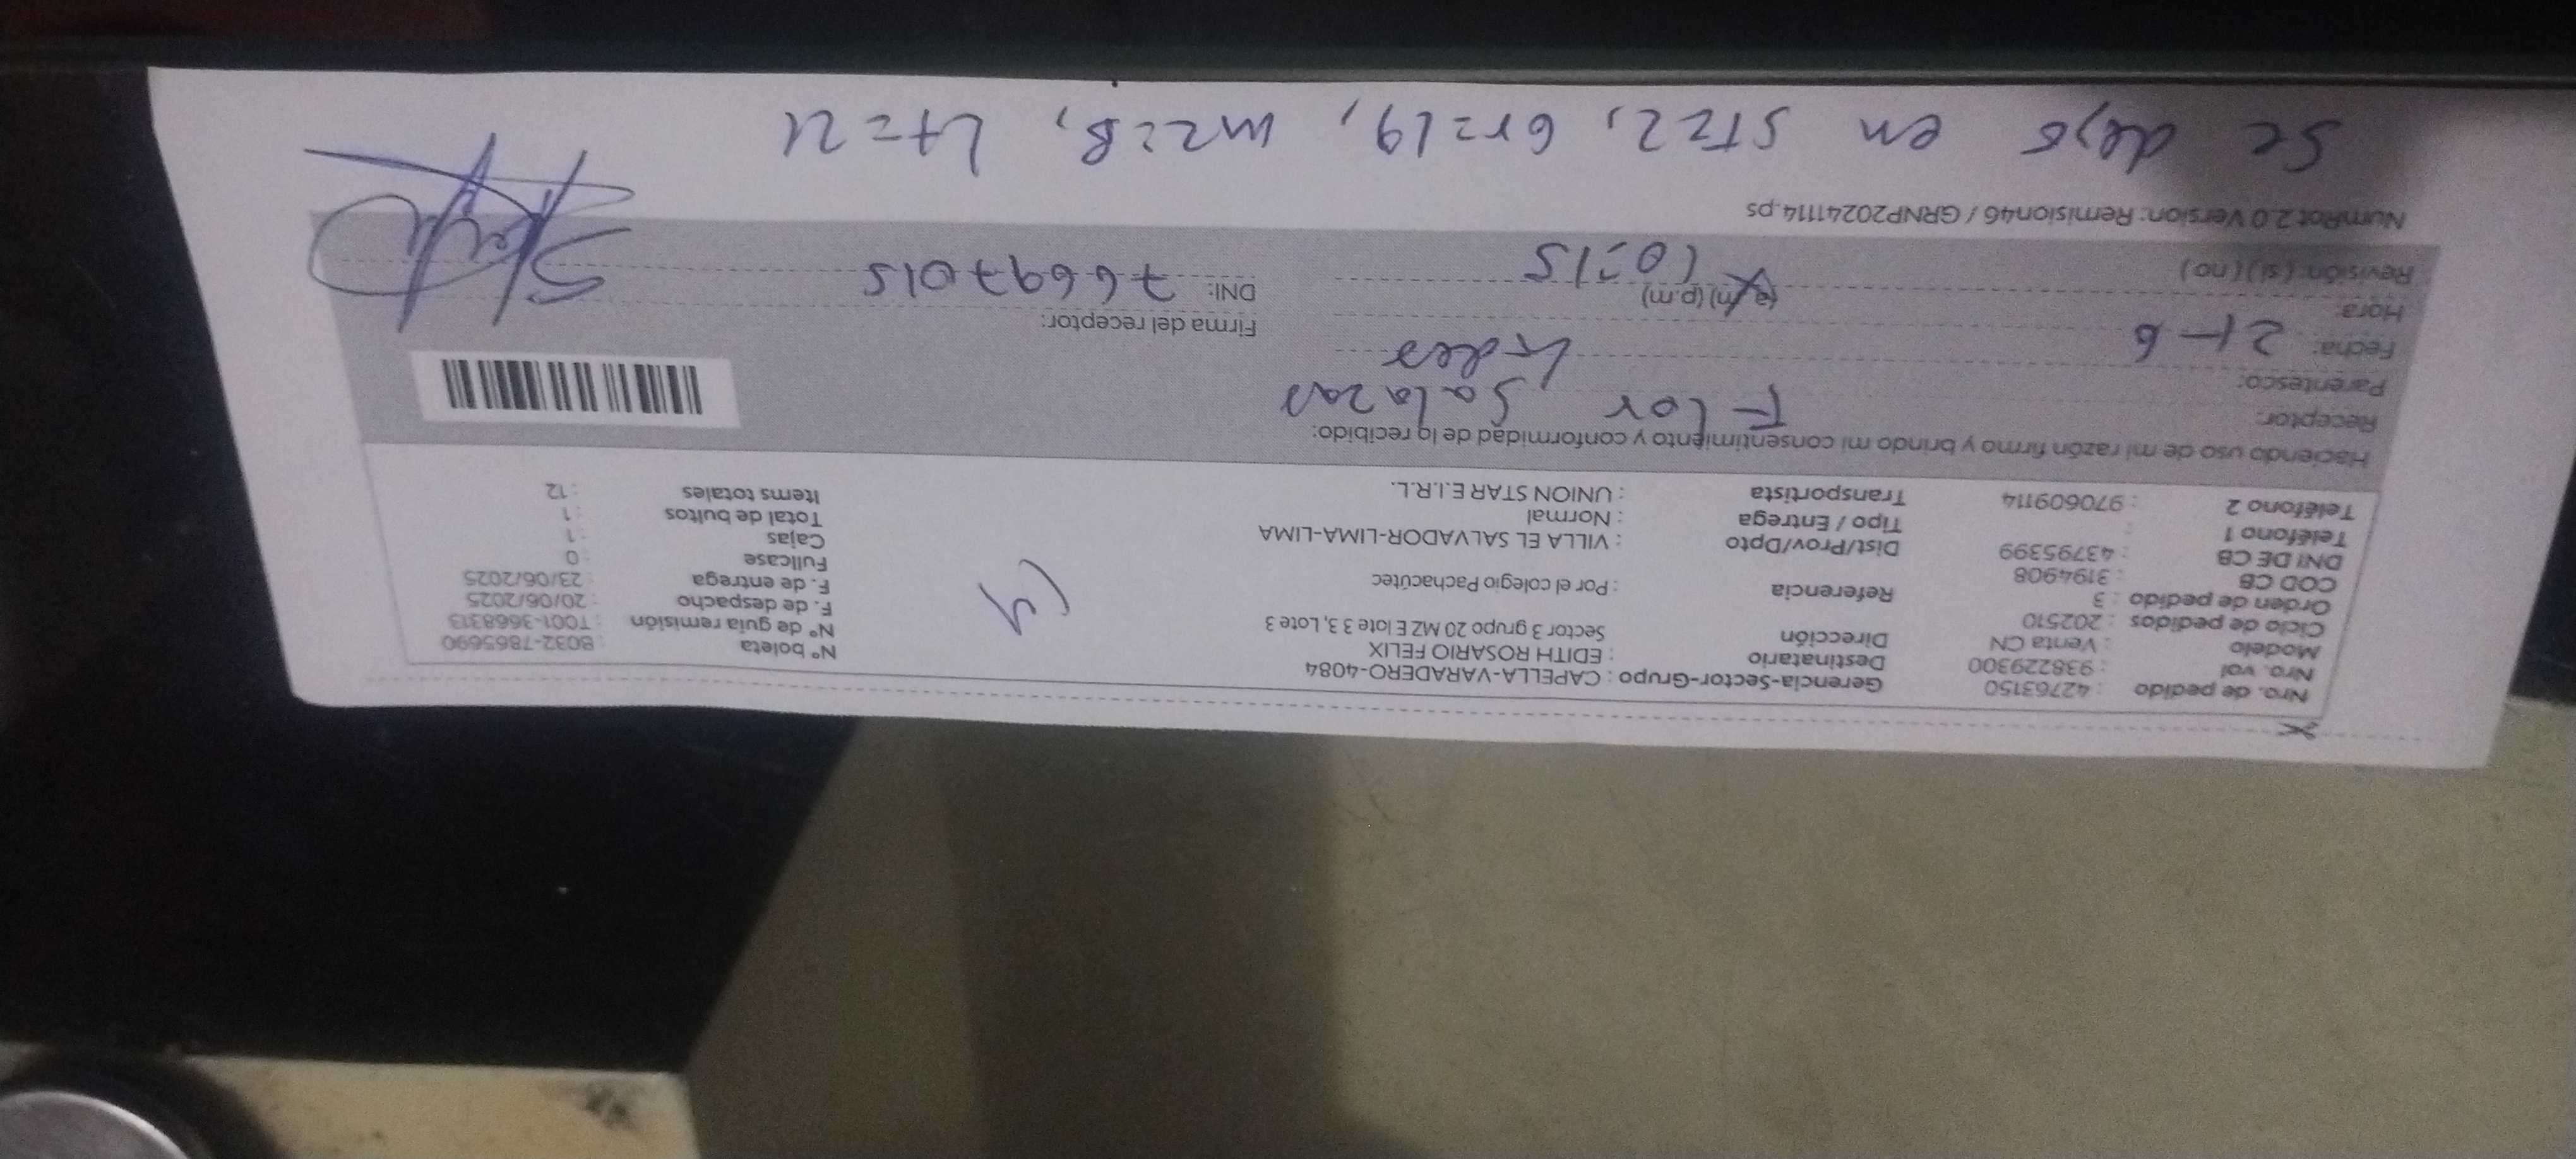 Nro. de pedido : 42763150 Gerencia-Sector-Grupo : CAPELLA-VARADERO-4084
Nro. vol : 938229300 Destinatario : EDITH ROSARIO FELIX Nº boleta : B032-7865690
Modelo : Venta CN Dirección Sector 3 grupo 20 MZ E lote 3 3, Lote 3 Nº de guía remisión : T001-3668313
Ciclo de pedidos : 202510 F. de despacho : 20/06/2025
Orden de pedido : 3 Referencia : Por el colegio Pachacútec F. de entrega : 23/06/2025
COD CB : 3194908 Fullcase : 0
DNI DE CB : 43795399 Dist/Prov/Dpto : VILLA EL SALVADOR-LIMA-LIMA Cajas : 1
Teléfono 1 : Tipo / Entrega : Normal Total de bultos : 1
Teléfono 2 : 970609114 Transportista : UNION STAR E.I.R.L. Items totales : 12
Haciendo uso de mi razón firmo y brindo mi consentimiento y conformidad de lo recibido:
Receptor: Flor Salazar
Parentesco:
Fecha: 21-6 Firma del receptor:
Hora: (a.m) (p.m) 10:15 DNI: 76697015
Revisión: (si) (no)
NumRot 2.0 Version: Remision46 / GRNP20241114.ps
Se dejo en ST=2, Gr=19, mz=B, Lt=21